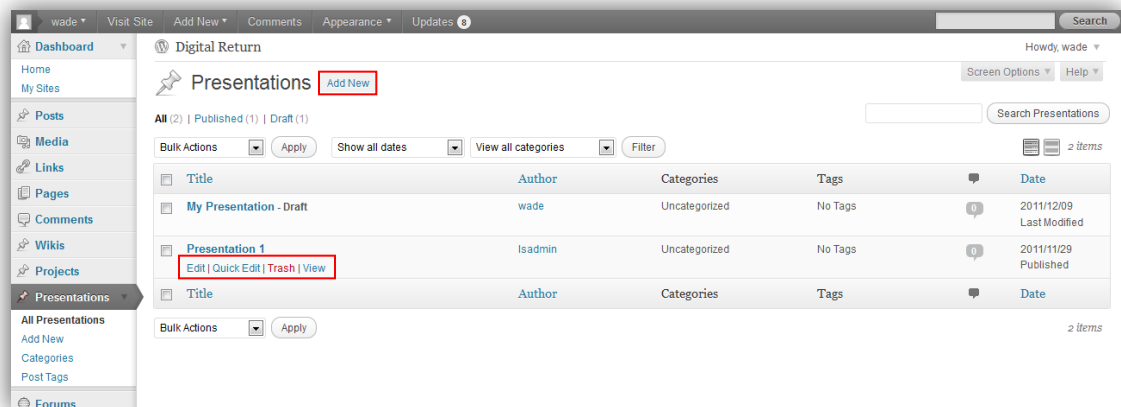 wade Visit Site Add New Comments Appearance Updates 8 Search
Dashboard
Home
My Sites
Posts
Media
Links
Pages
Comments
Wikis
Projects
Presentations
All Presentations
Add New
Categories
Post Tags
Forums
Digital Return Howdy, wade
Screen Options Help
Presentations Add New
All (2) | Published (1) | Draft (1) Search Presentations
Bulk Actions Apply Show all dates View all categories Filter 2 items
Title Author Categories Tags Date
My Presentation - Draft wade Uncategorized No Tags 0 2011/12/09
Last Modified
Presentation 1 lsadmin Uncategorized No Tags 0 2011/11/29
Edit | Quick Edit | Trash | View Published
Title Author Categories Tags Date
Bulk Actions Apply 2 items